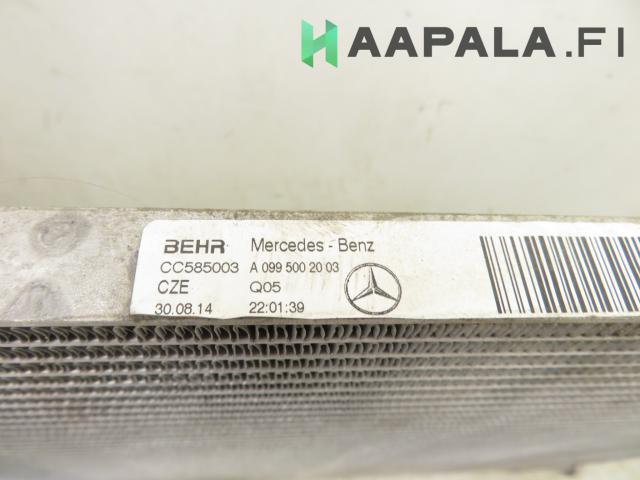 HAAPALA.FI
BEHR Mercedes - Benz
CC585003 A 099 500 20 03
CZE Q05
30.08.14 22:01:39